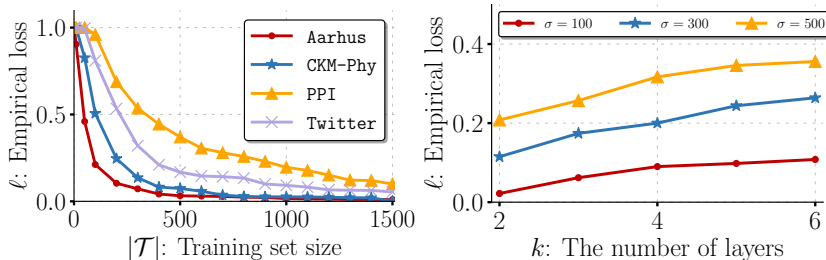 1.0
0.5
0.0
ℓ: Empirical loss
0
500
1000
1500
|𝒯|: Training set size
Aarhus
CKM-Phy
PPI
Twitter
0.4
0.2
0.0
ℓ: Empirical loss
2
4
6
k: The number of layers
σ = 100
σ = 300
σ = 500